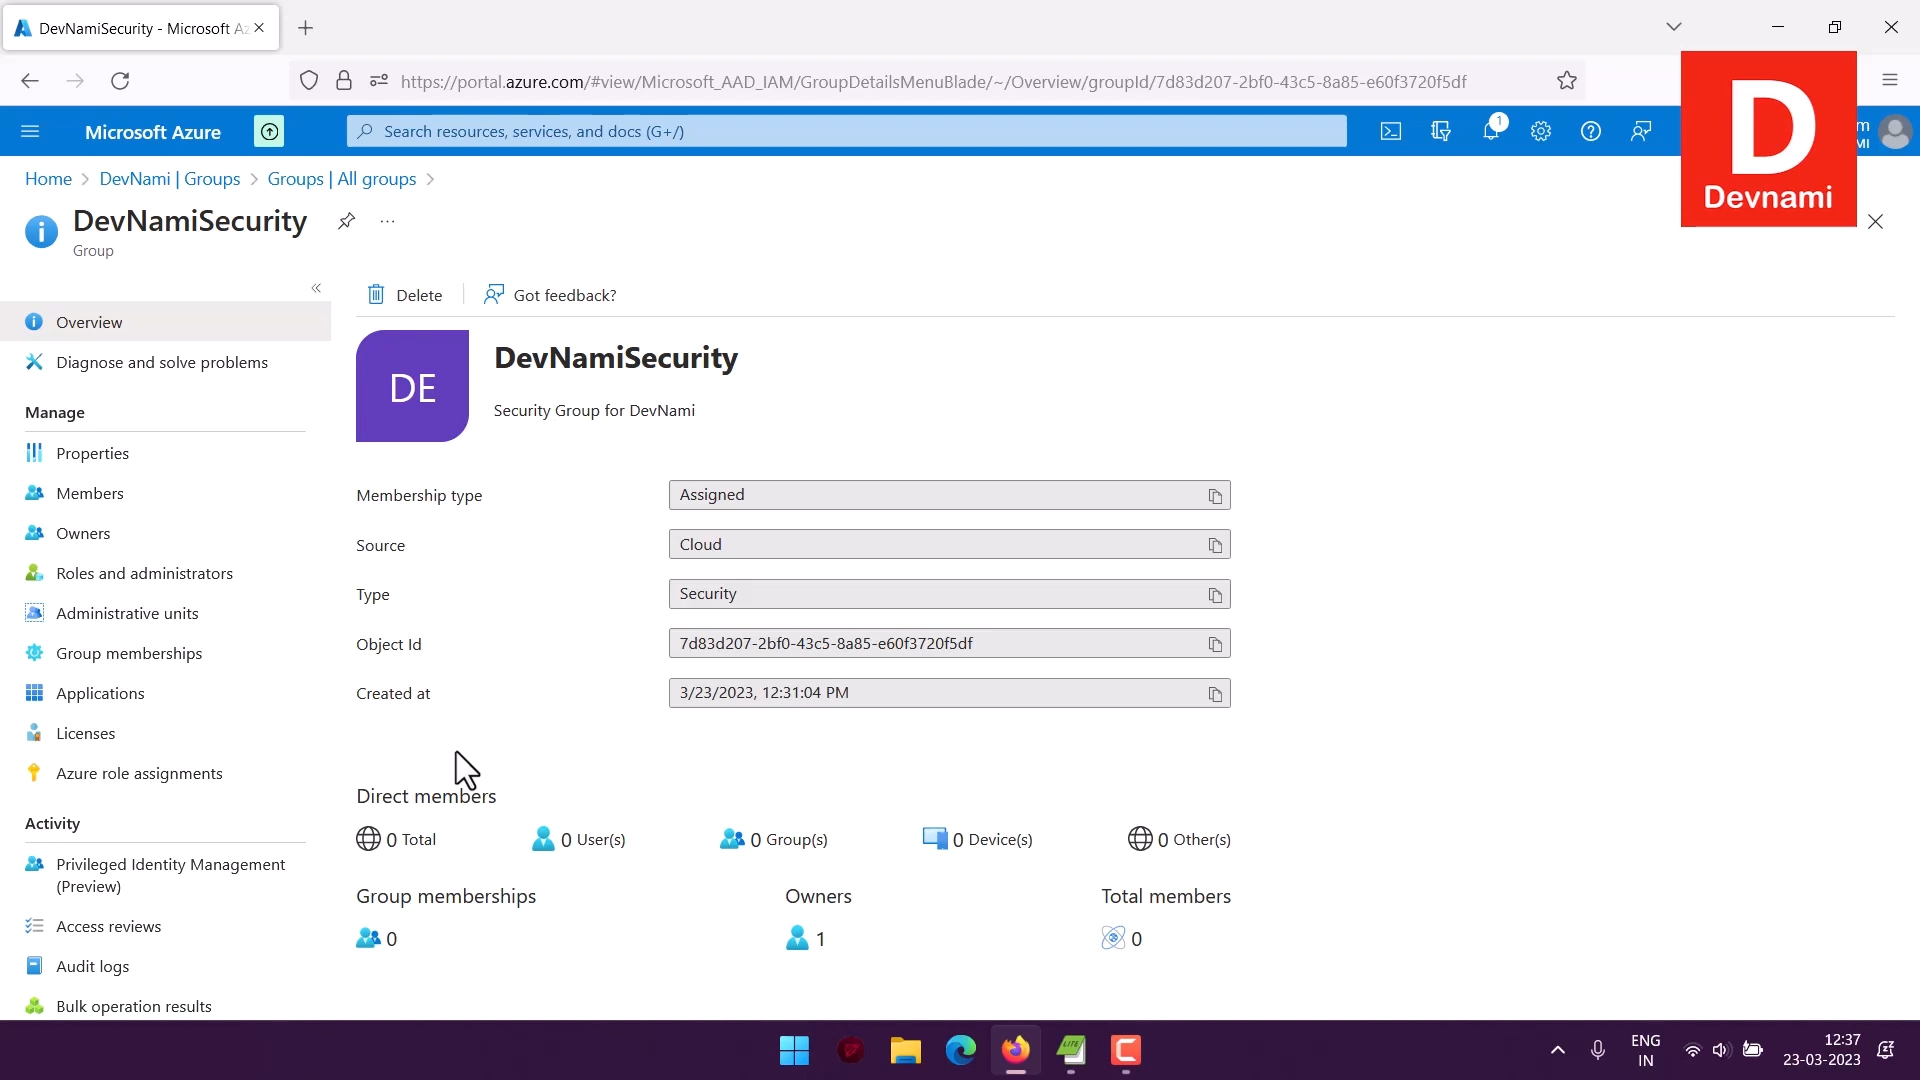 DevNamiSecurity - Microsoft Az
https://portal.azure.com/#view/Microsoft_AAD_IAM/GroupDetailsMenuBlade/~/Overview/groupId/7d83d207-2bf0-43c5-8a85-e60f3720f5df
Microsoft Azure
Search resources, services, and docs (G+/)
1
m
MI
D
Devnami
Home > DevNami | Groups > Groups | All groups >
DevNamiSecurity
...
Group
«
Delete
Got feedback?
Overview
Diagnose and solve problems
Manage
Properties
Members
Owners
Roles and administrators
Administrative units
Group memberships
Applications
Licenses
Azure role assignments
Activity
Privileged Identity Management
(Preview)
Access reviews
Audit logs
Bulk operation results
DE
DevNamiSecurity
Security Group for DevNami
Membership type
Assigned
Source
Cloud
Type
Security
Object Id
7d83d207-2bf0-43c5-8a85-e60f3720f5df
Created at
3/23/2023, 12:31:04 PM
Direct members
0 Total
0 User(s)
0 Group(s)
0 Device(s)
0 Other(s)
Group memberships
0
Owners
1
Total members
0
LITE
ENG
IN
12:37
23-03-2023